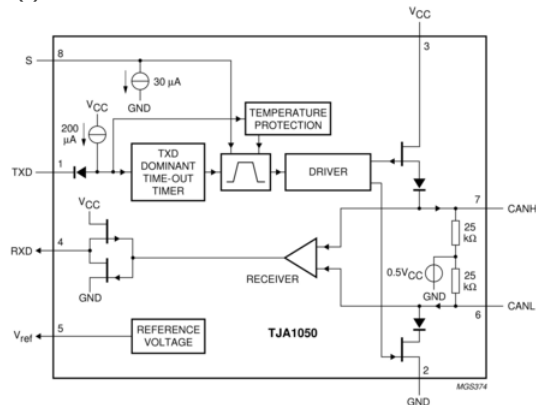 VCC
3
8
S
30 μA
GND
VCC
200
μA
TEMPERATURE
PROTECTION
TXD
1
TXD
DOMINANT
TIME-OUT
TIMER
DRIVER
7
CANH
VCC
25
kΩ
RXD
4
0.5VCC
RECEIVER
GND
GND
25
kΩ
CANL
6
5
Vref
REFERENCE
VOLTAGE
TJA1050
2
MGS374
GND